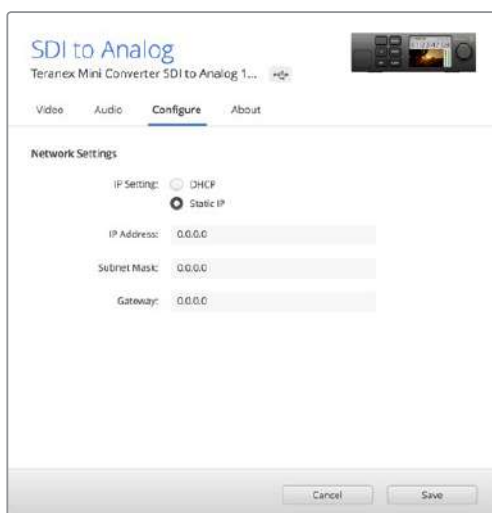 SDI to Analog
Teranex Mini Converter SDI to Analog 1...
Video Audio Configure About
Network Settings
IP Setting: DHCP
Static IP
IP Address: 0.0.0.0
Subnet Mask: 0.0.0.0
Gateway: 0.0.0.0
Cancel Save